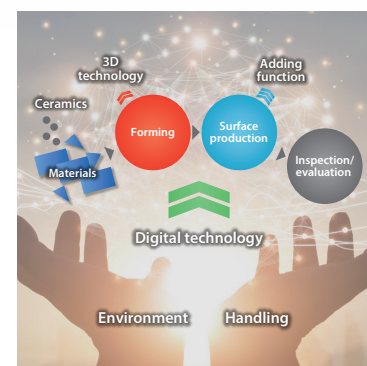 3D
technology
Adding
function
Ceramics
Forming
Surface
production
Inspection/
evaluation
Materials
Digital technology
Environment
Handling